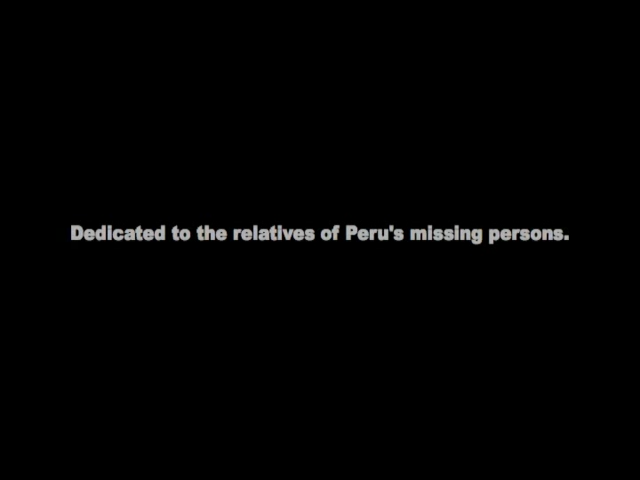 Dedicated to the relatives of Peru's missing persons.